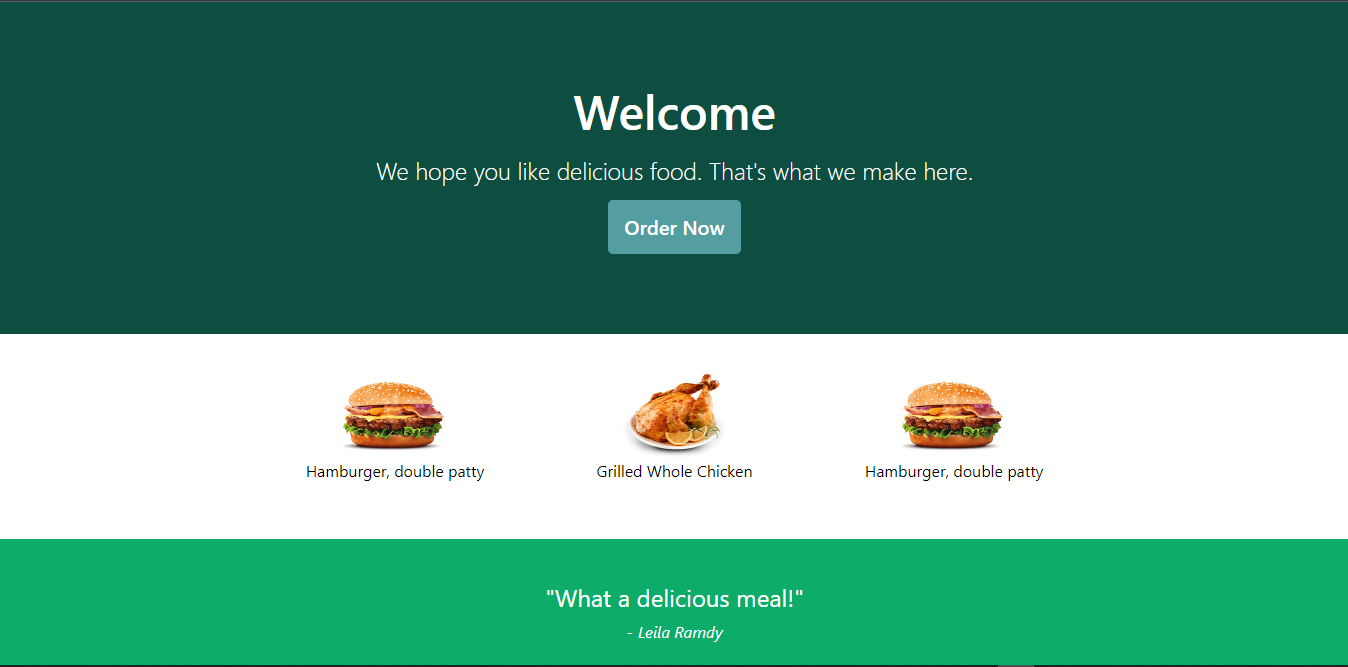 Welcome
We hope you like delicious food. That's what we make here.
Order Now
Hamburger, double patty
Grilled Whole Chicken
Hamburger, double patty
"What a delicious meal!"
- Leila Ramdy